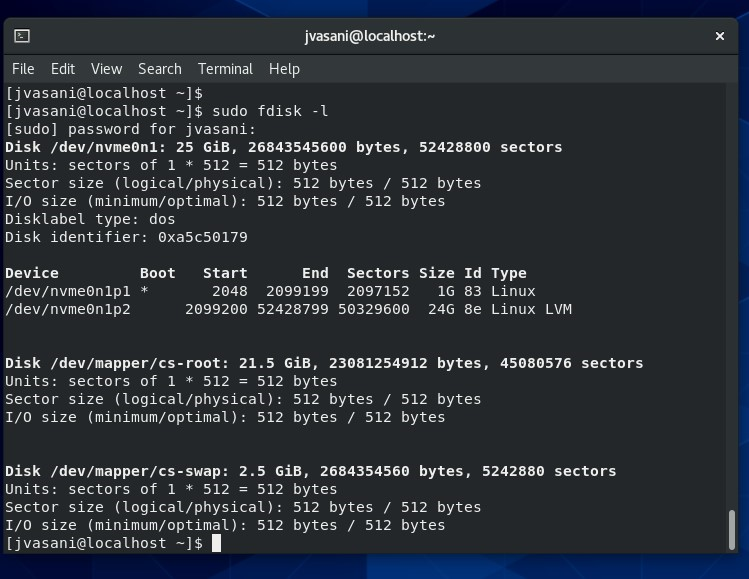 jvasani@localhost:~
File Edit View Search Terminal Help
[jvasani@localhost ~]$
[jvasani@localhost ~]$ sudo fdisk -l
[sudo] password for jvasani:
Disk /dev/nvme0n1: 25 GiB, 26843545600 bytes, 52428800 sectors
Units: sectors of 1 * 512 = 512 bytes
Sector size (logical/physical): 512 bytes / 512 bytes
I/O size (minimum/optimal): 512 bytes / 512 bytes
Disklabel type: dos
Disk identifier: 0xa5c50179
Device         Boot   Start      End  Sectors Size Id Type
/dev/nvme0n1p1 *       2048  2099199  2097152   1G 83 Linux
/dev/nvme0n1p2      2099200 52428799 50329600  24G 8e Linux LVM
Disk /dev/mapper/cs-root: 21.5 GiB, 23081254912 bytes, 45080576 sectors
Units: sectors of 1 * 512 = 512 bytes
Sector size (logical/physical): 512 bytes / 512 bytes
I/O size (minimum/optimal): 512 bytes / 512 bytes
Disk /dev/mapper/cs-swap: 2.5 GiB, 2684354560 bytes, 5242880 sectors
Units: sectors of 1 * 512 = 512 bytes
Sector size (logical/physical): 512 bytes / 512 bytes
I/O size (minimum/optimal): 512 bytes / 512 bytes
[jvasani@localhost ~]$